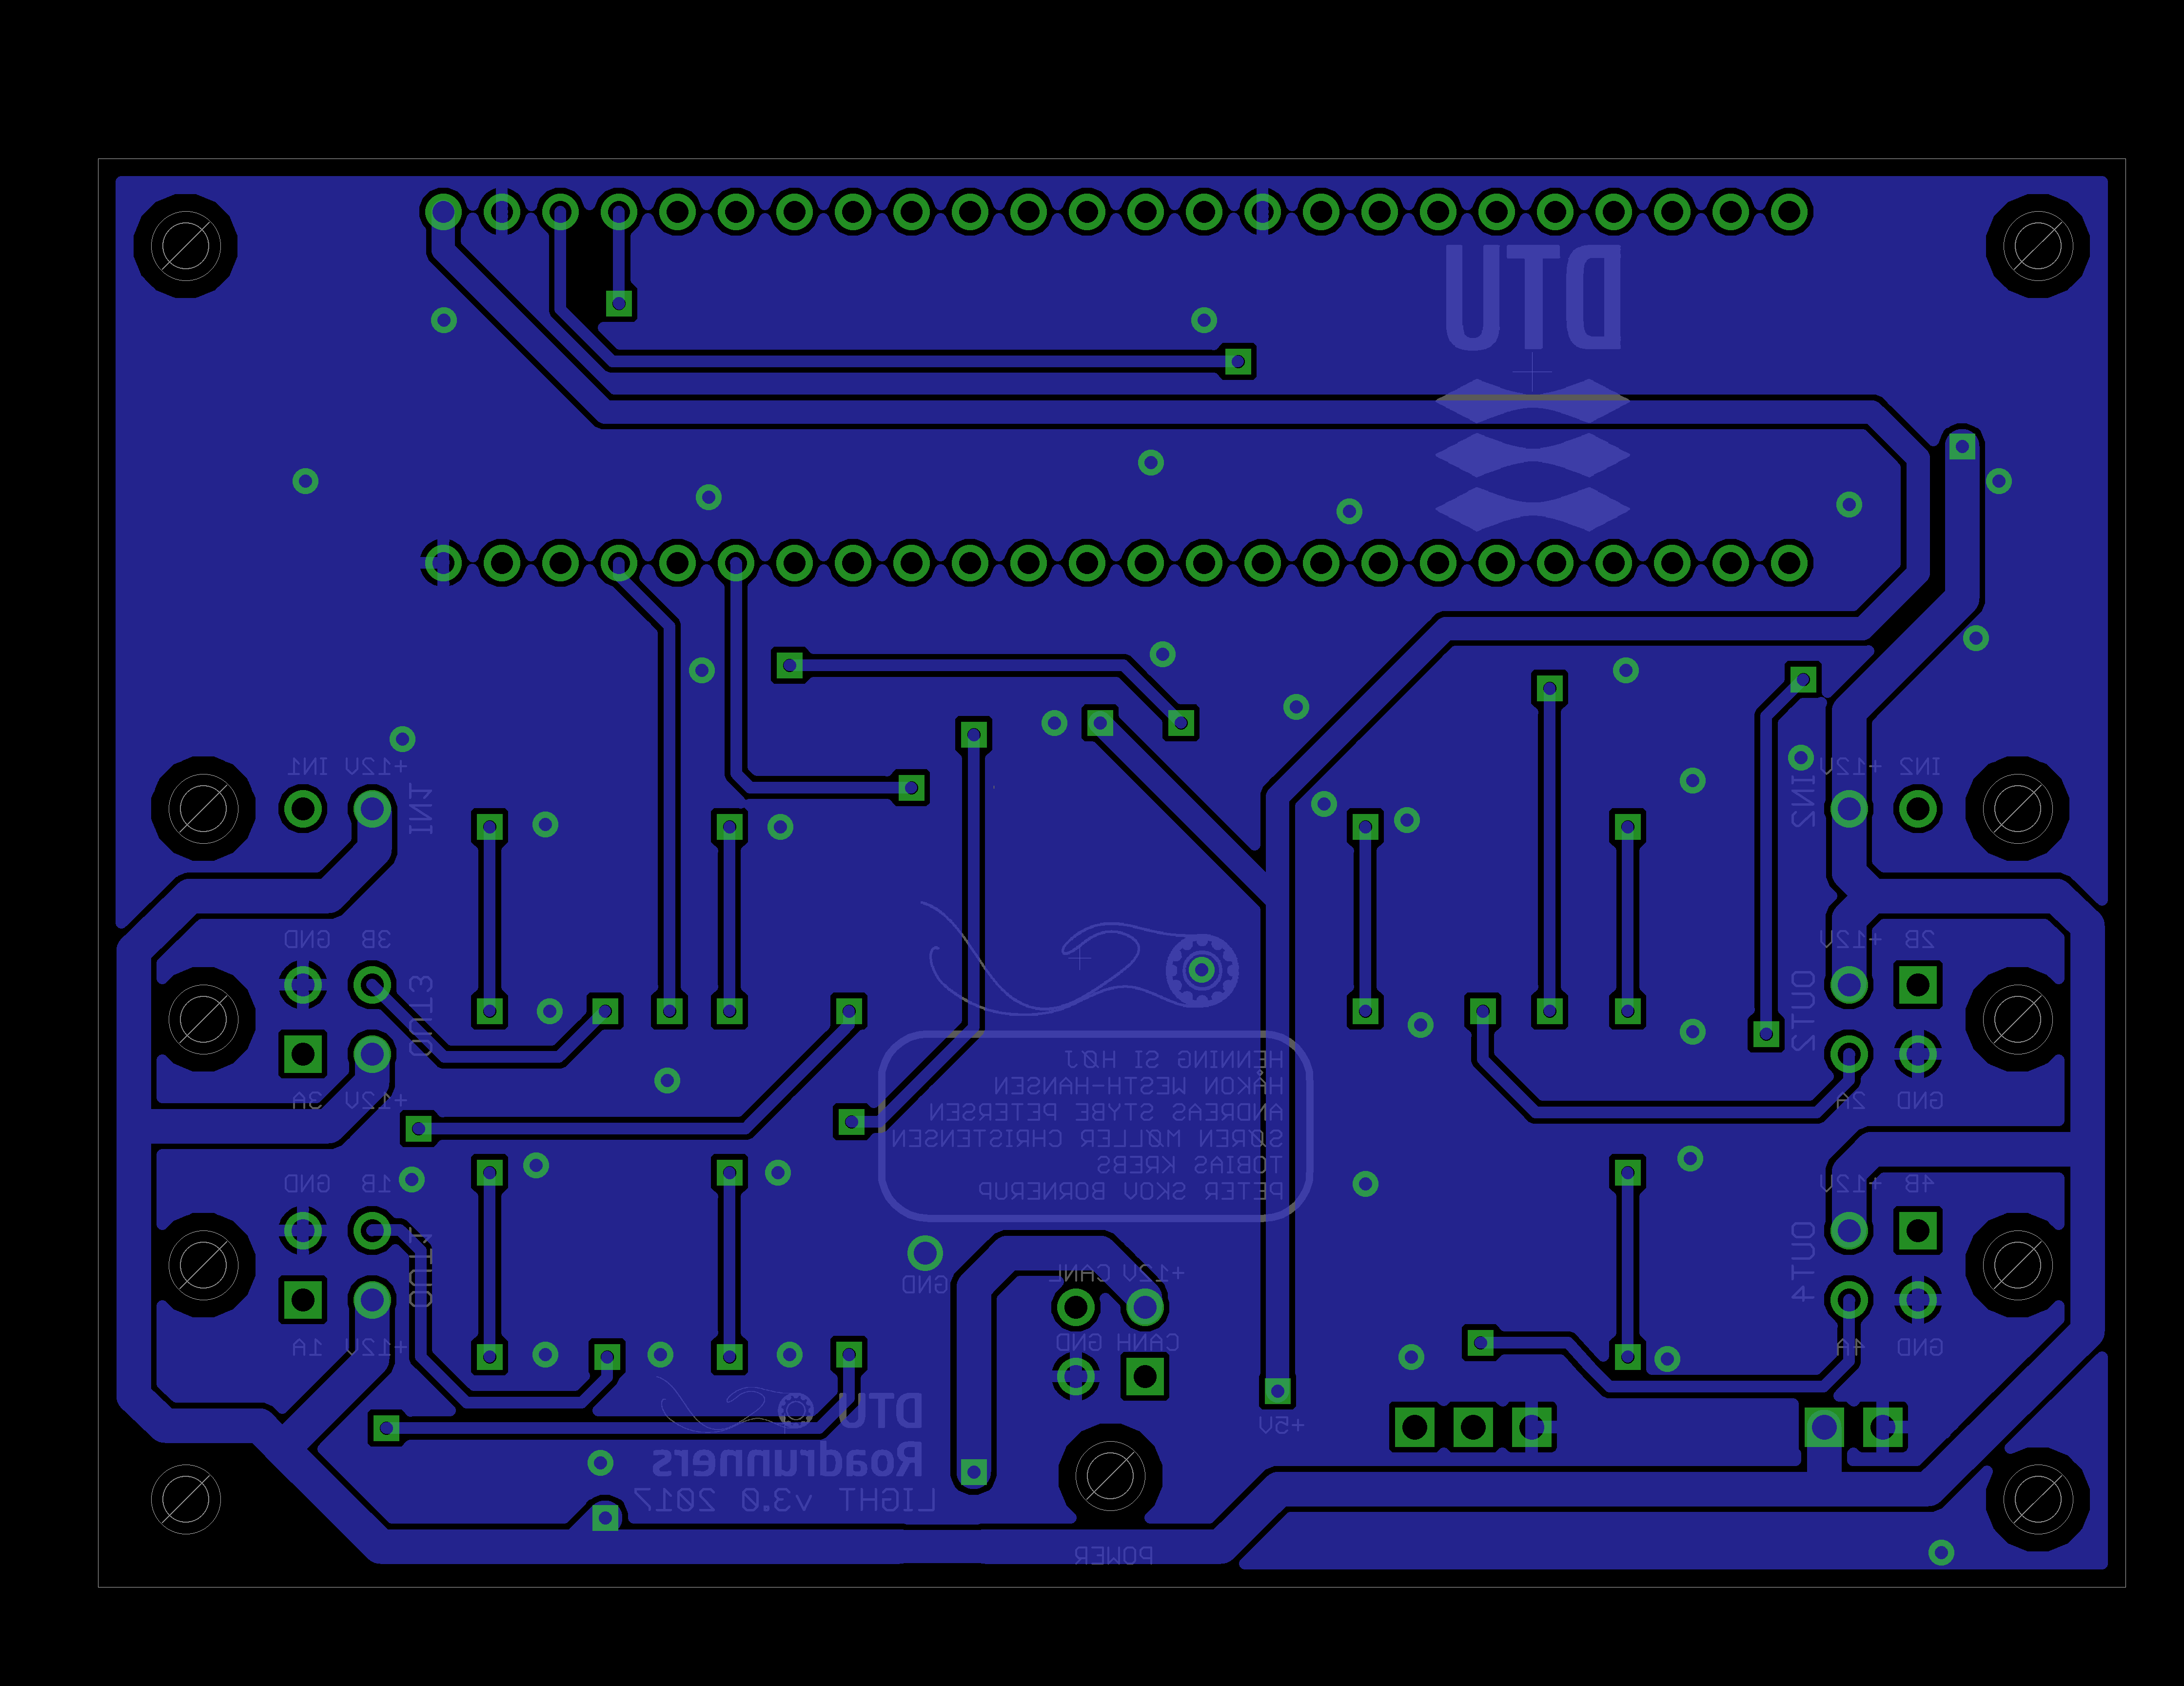 DTU
IN1 +12V
IN1
+12V IN2
IN2
GND 3B
OUT3
3A +12V
+12V 2B
OUT2
2A GND
HENNING SI HØJ
HÅKON WESTH-HANSEN
ANDREAS STYBE PETERSEN
SØREN MØLLER CHRISTENSEN
TOBIAS KREBS
PETER SKOV BORNERUP
GND 1B
OUT1
1A +12V
+12V 4B
OUT4
4A GND
GND
CANL +12V
GND CANH
+5V
DTU
Roadrunners
LIGHT v3.0 2017
POWER